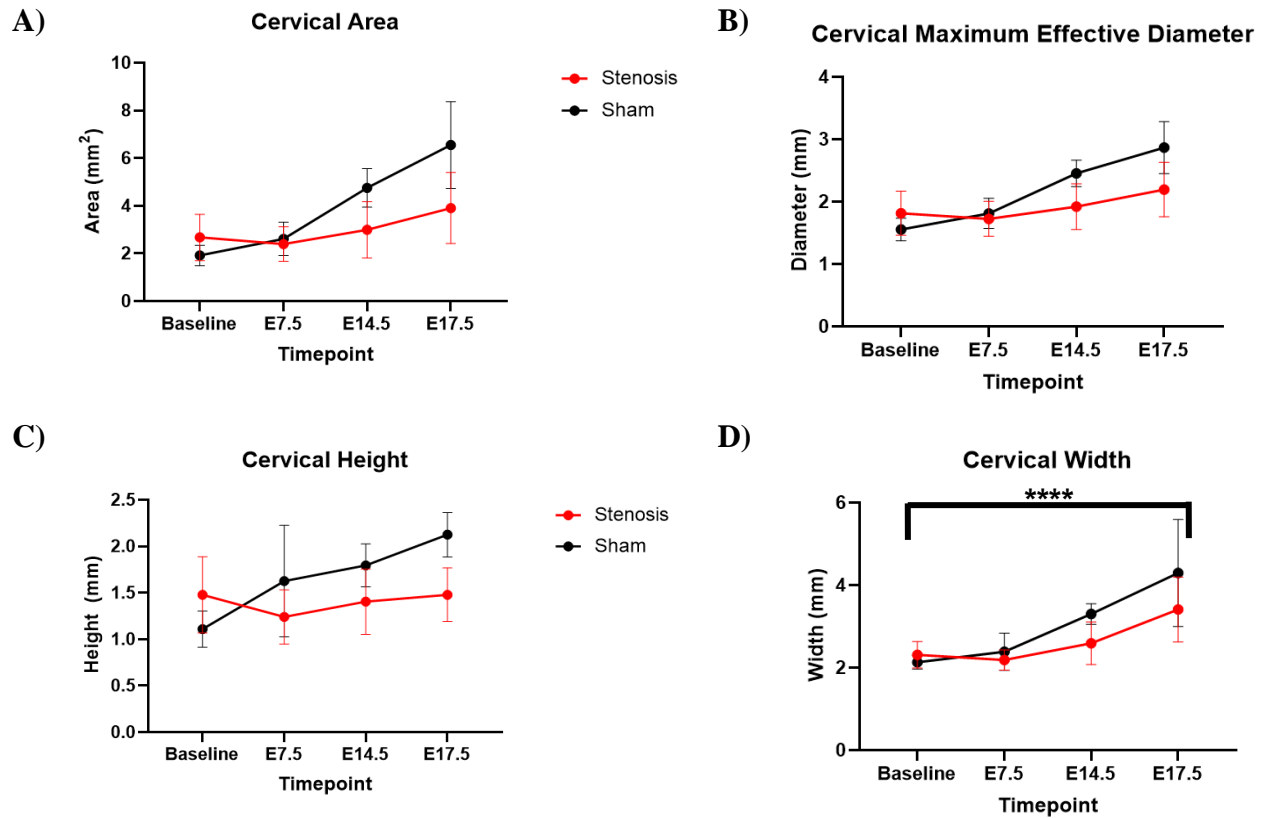 A)
Cervical Area
10
8
6
4
2
0
Area (mm²)
Baseline E7.5 E14.5 E17.5
Timepoint
Stenosis
Sham
B)
Cervical Maximum Effective Diameter
4
3
2
1
0
Diameter (mm)
Baseline E7.5 E14.5 E17.5
Timepoint
C)
Cervical Height
2.5
2.0
1.5
1.0
0.5
0.0
Height (mm)
Baseline E7.5 E14.5 E17.5
Timepoint
Stenosis
Sham
D)
Cervical Width
****
6
4
2
0
Width (mm)
Baseline E7.5 E14.5 E17.5
Timepoint